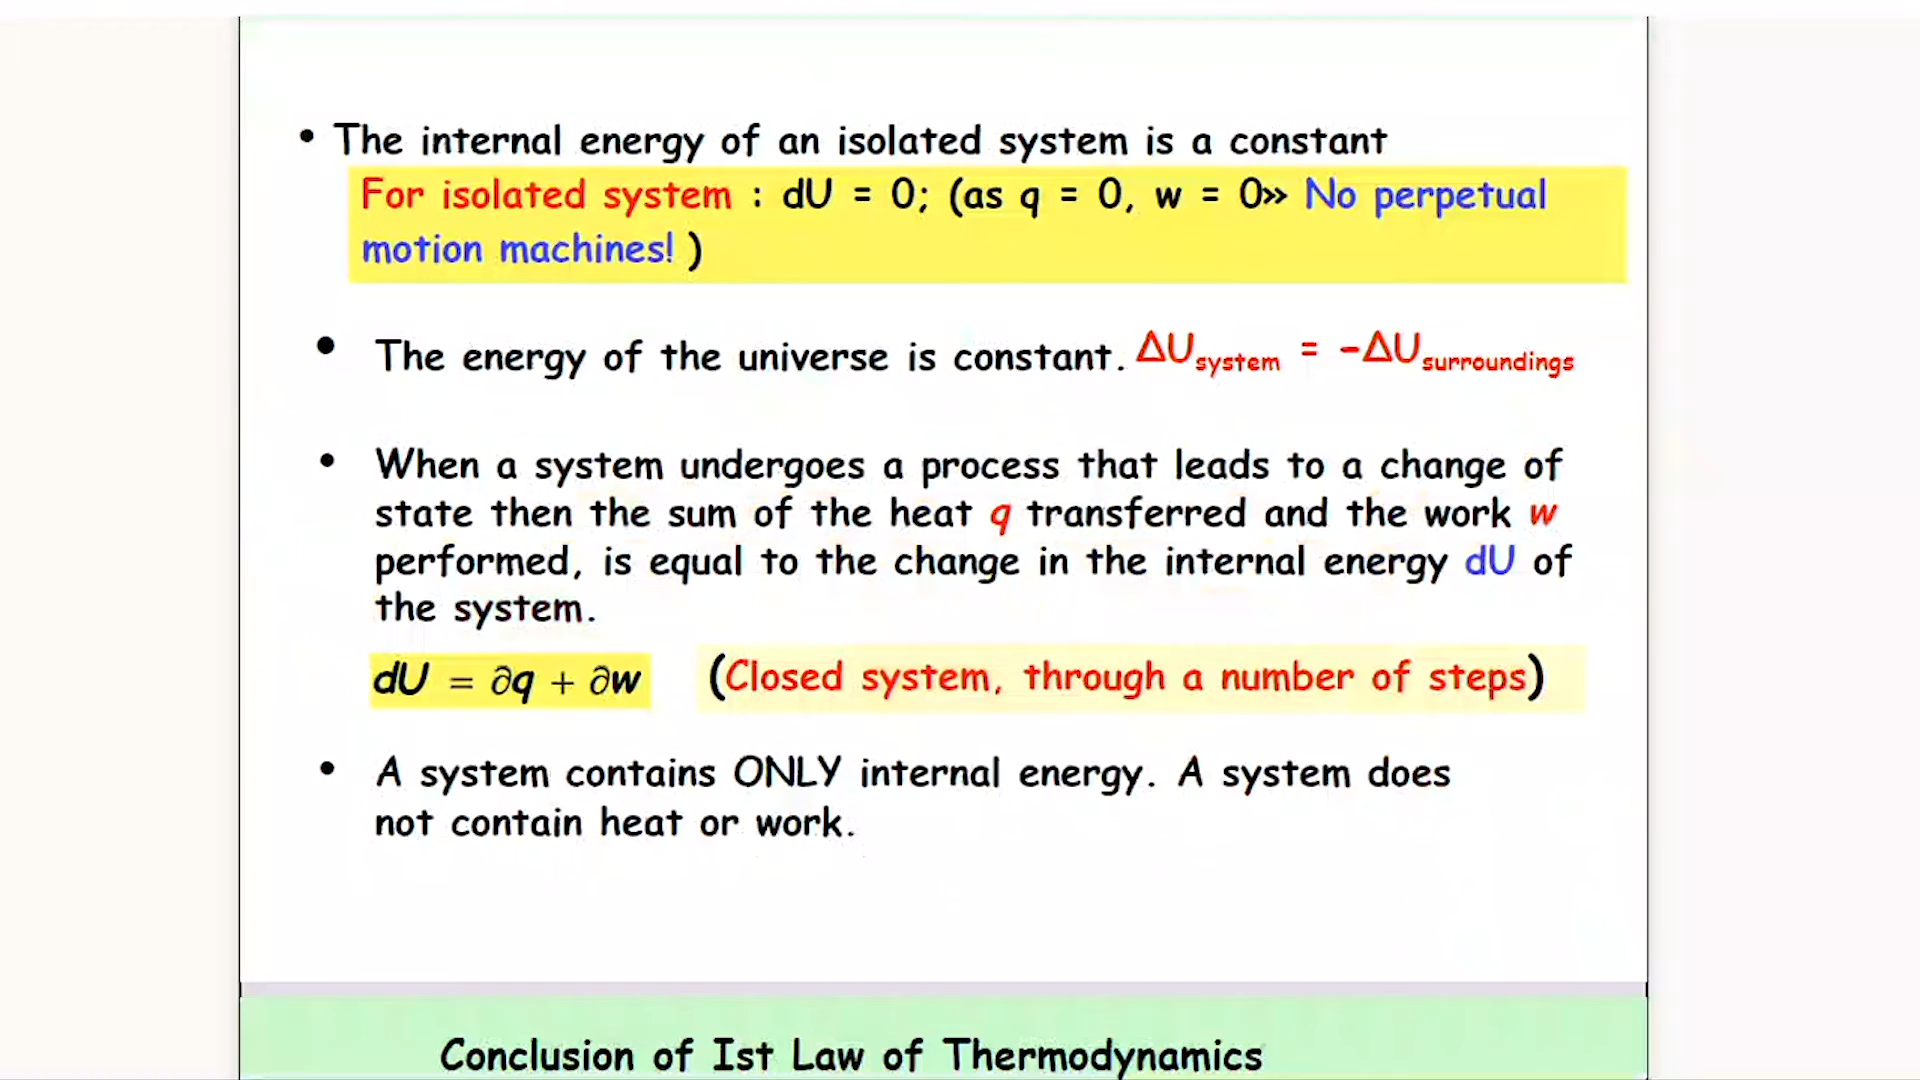 • The internal energy of an isolated system is a constant
For isolated system : dU = 0; (as q = 0, w = 0» No perpetual
motion machines! )
• The energy of the universe is constant. ΔUsystem = -ΔUsurroundings
• When a system undergoes a process that leads to a change of
state then the sum of the heat q transferred and the work w
performed, is equal to the change in the internal energy dU of
the system.
dU = ∂q + ∂w (Closed system, through a number of steps)
• A system contains ONLY internal energy. A system does
not contain heat or work.
Conclusion of Ist Law of Thermodynamics